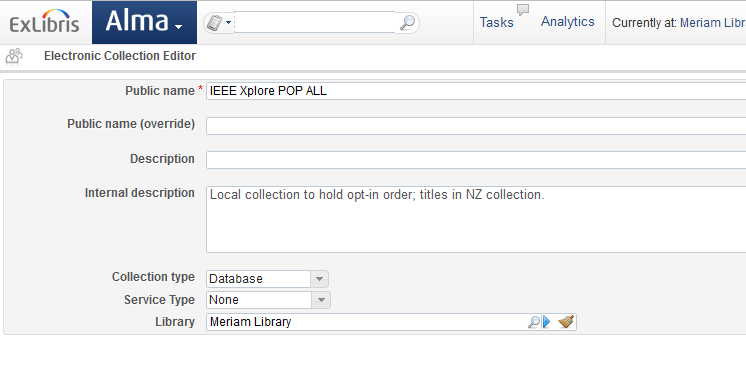 ExLibris Alma Tasks Analytics Currently at: Meriam Libr
Electronic Collection Editor
Public name * IEEE Xplore POP ALL
Public name (override)
Description
Internal description Local collection to hold opt-in order; titles in NZ collection.
Collection type Database
Service Type None
Library Meriam Library